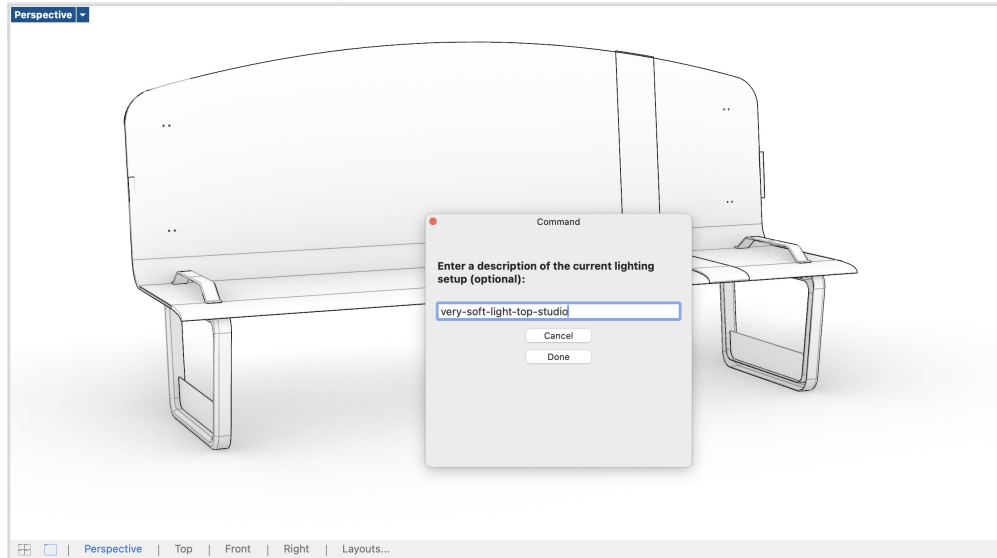 Perspective
Command
Enter a description of the current lighting
setup (optional):
very-soft-light-top-studio
Cancel
Done
Perspective | Top | Front | Right | Layouts...